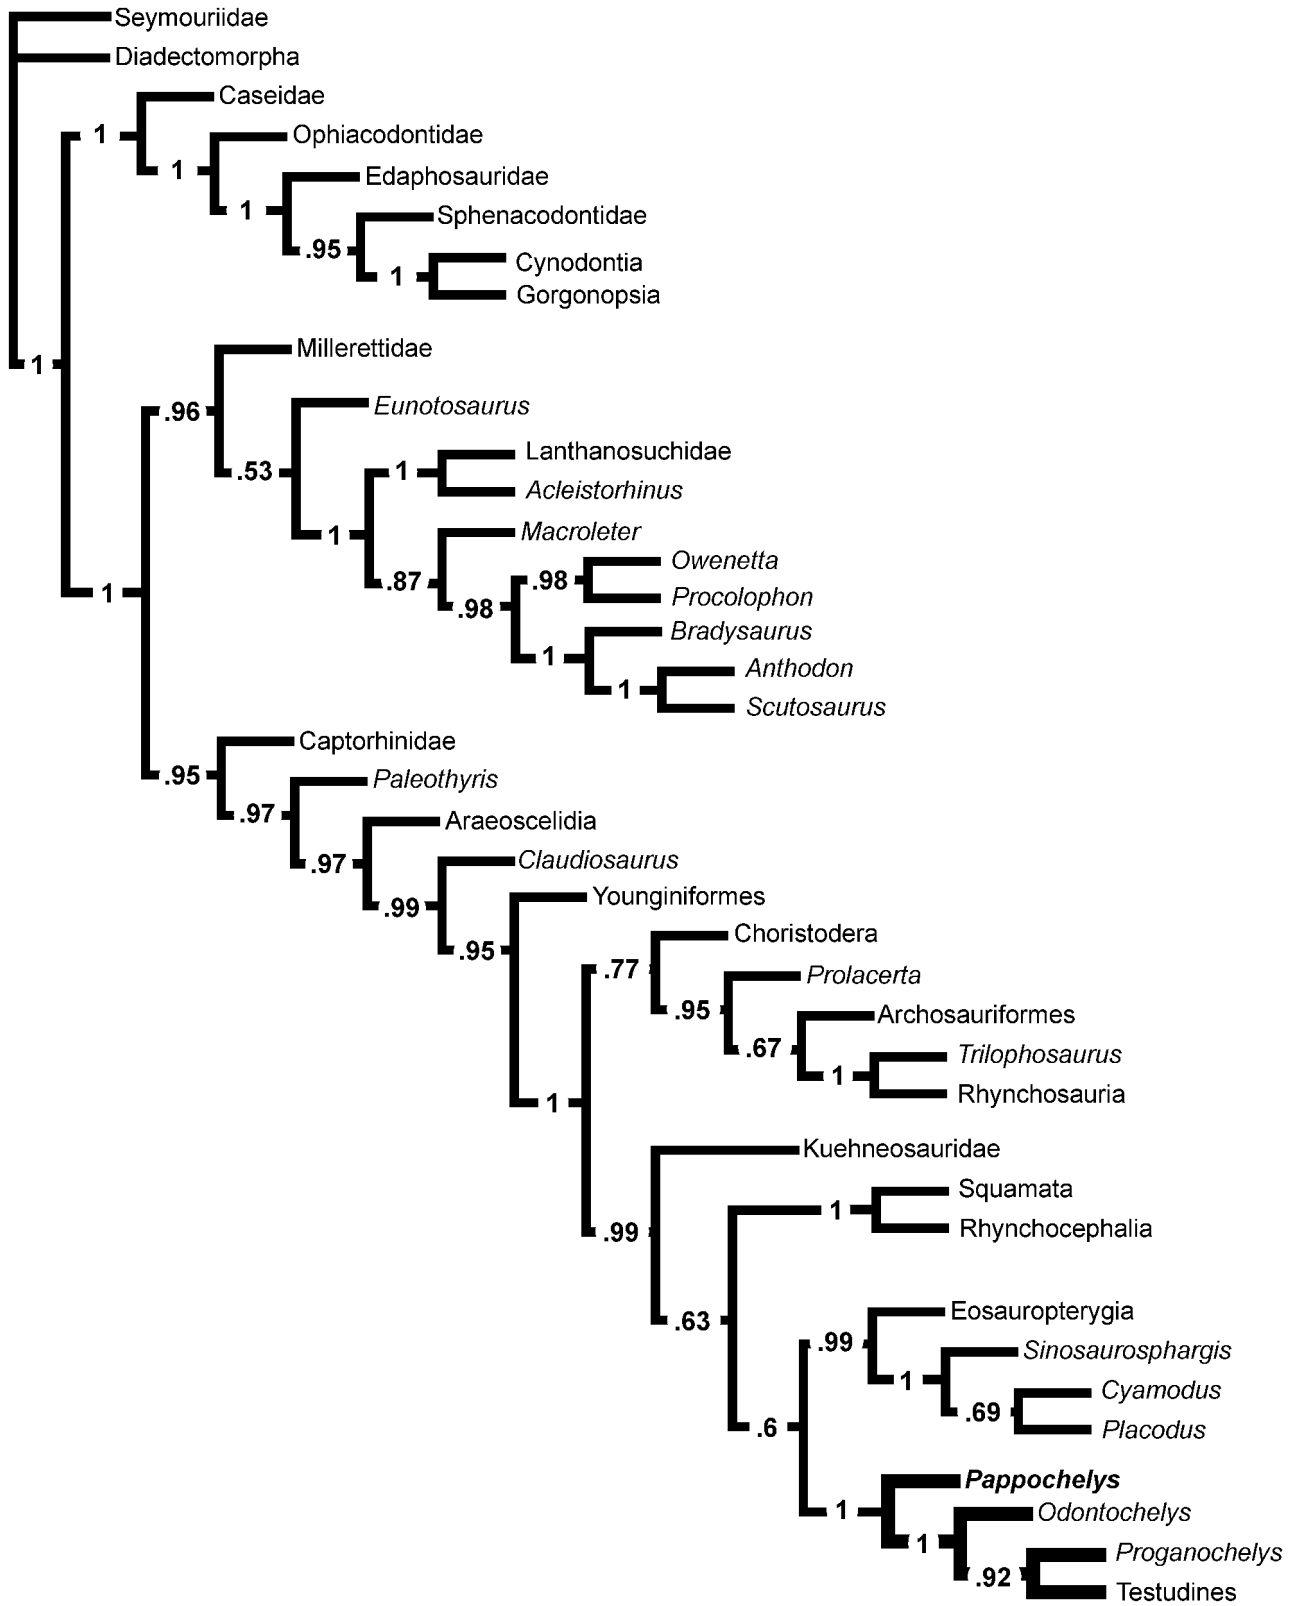 Seymouriidae
Diadectomorpha
Caseidae
1
Ophiacodontidae
1
Edaphosauridae
1
Sphenacodontidae
.95
Cynodontia
1
Gorgonopsia
Millerettidae
1
Eunotosaurus
.96
Lanthanosuchidae
.53
1
Acleistorhinus
Macroleter
1
Owenetta
.87
.98
Procolophon
1
.98
Bradysaurus
1
Anthodon
1
Scutosaurus
Captorhinidae
.95
Paleothyris
.97
Araeoscelidia
.97
Claudiosaurus
.99
Younginiformes
.95
Choristodera
.77
Prolacerta
.95
Archosauriformes
.67
Trilophosaurus
1
Rhynchosauria
1
Kuehneosauridae
Squamata
1
Rhynchocephalia
.99
Eosauropterygia
.63
.99
Sinosaurosphargis
1
Cyamodus
.69
Placodus
.6
Pappochelys
1
Odontochelys
1
Proganochelys
.92
Testudines